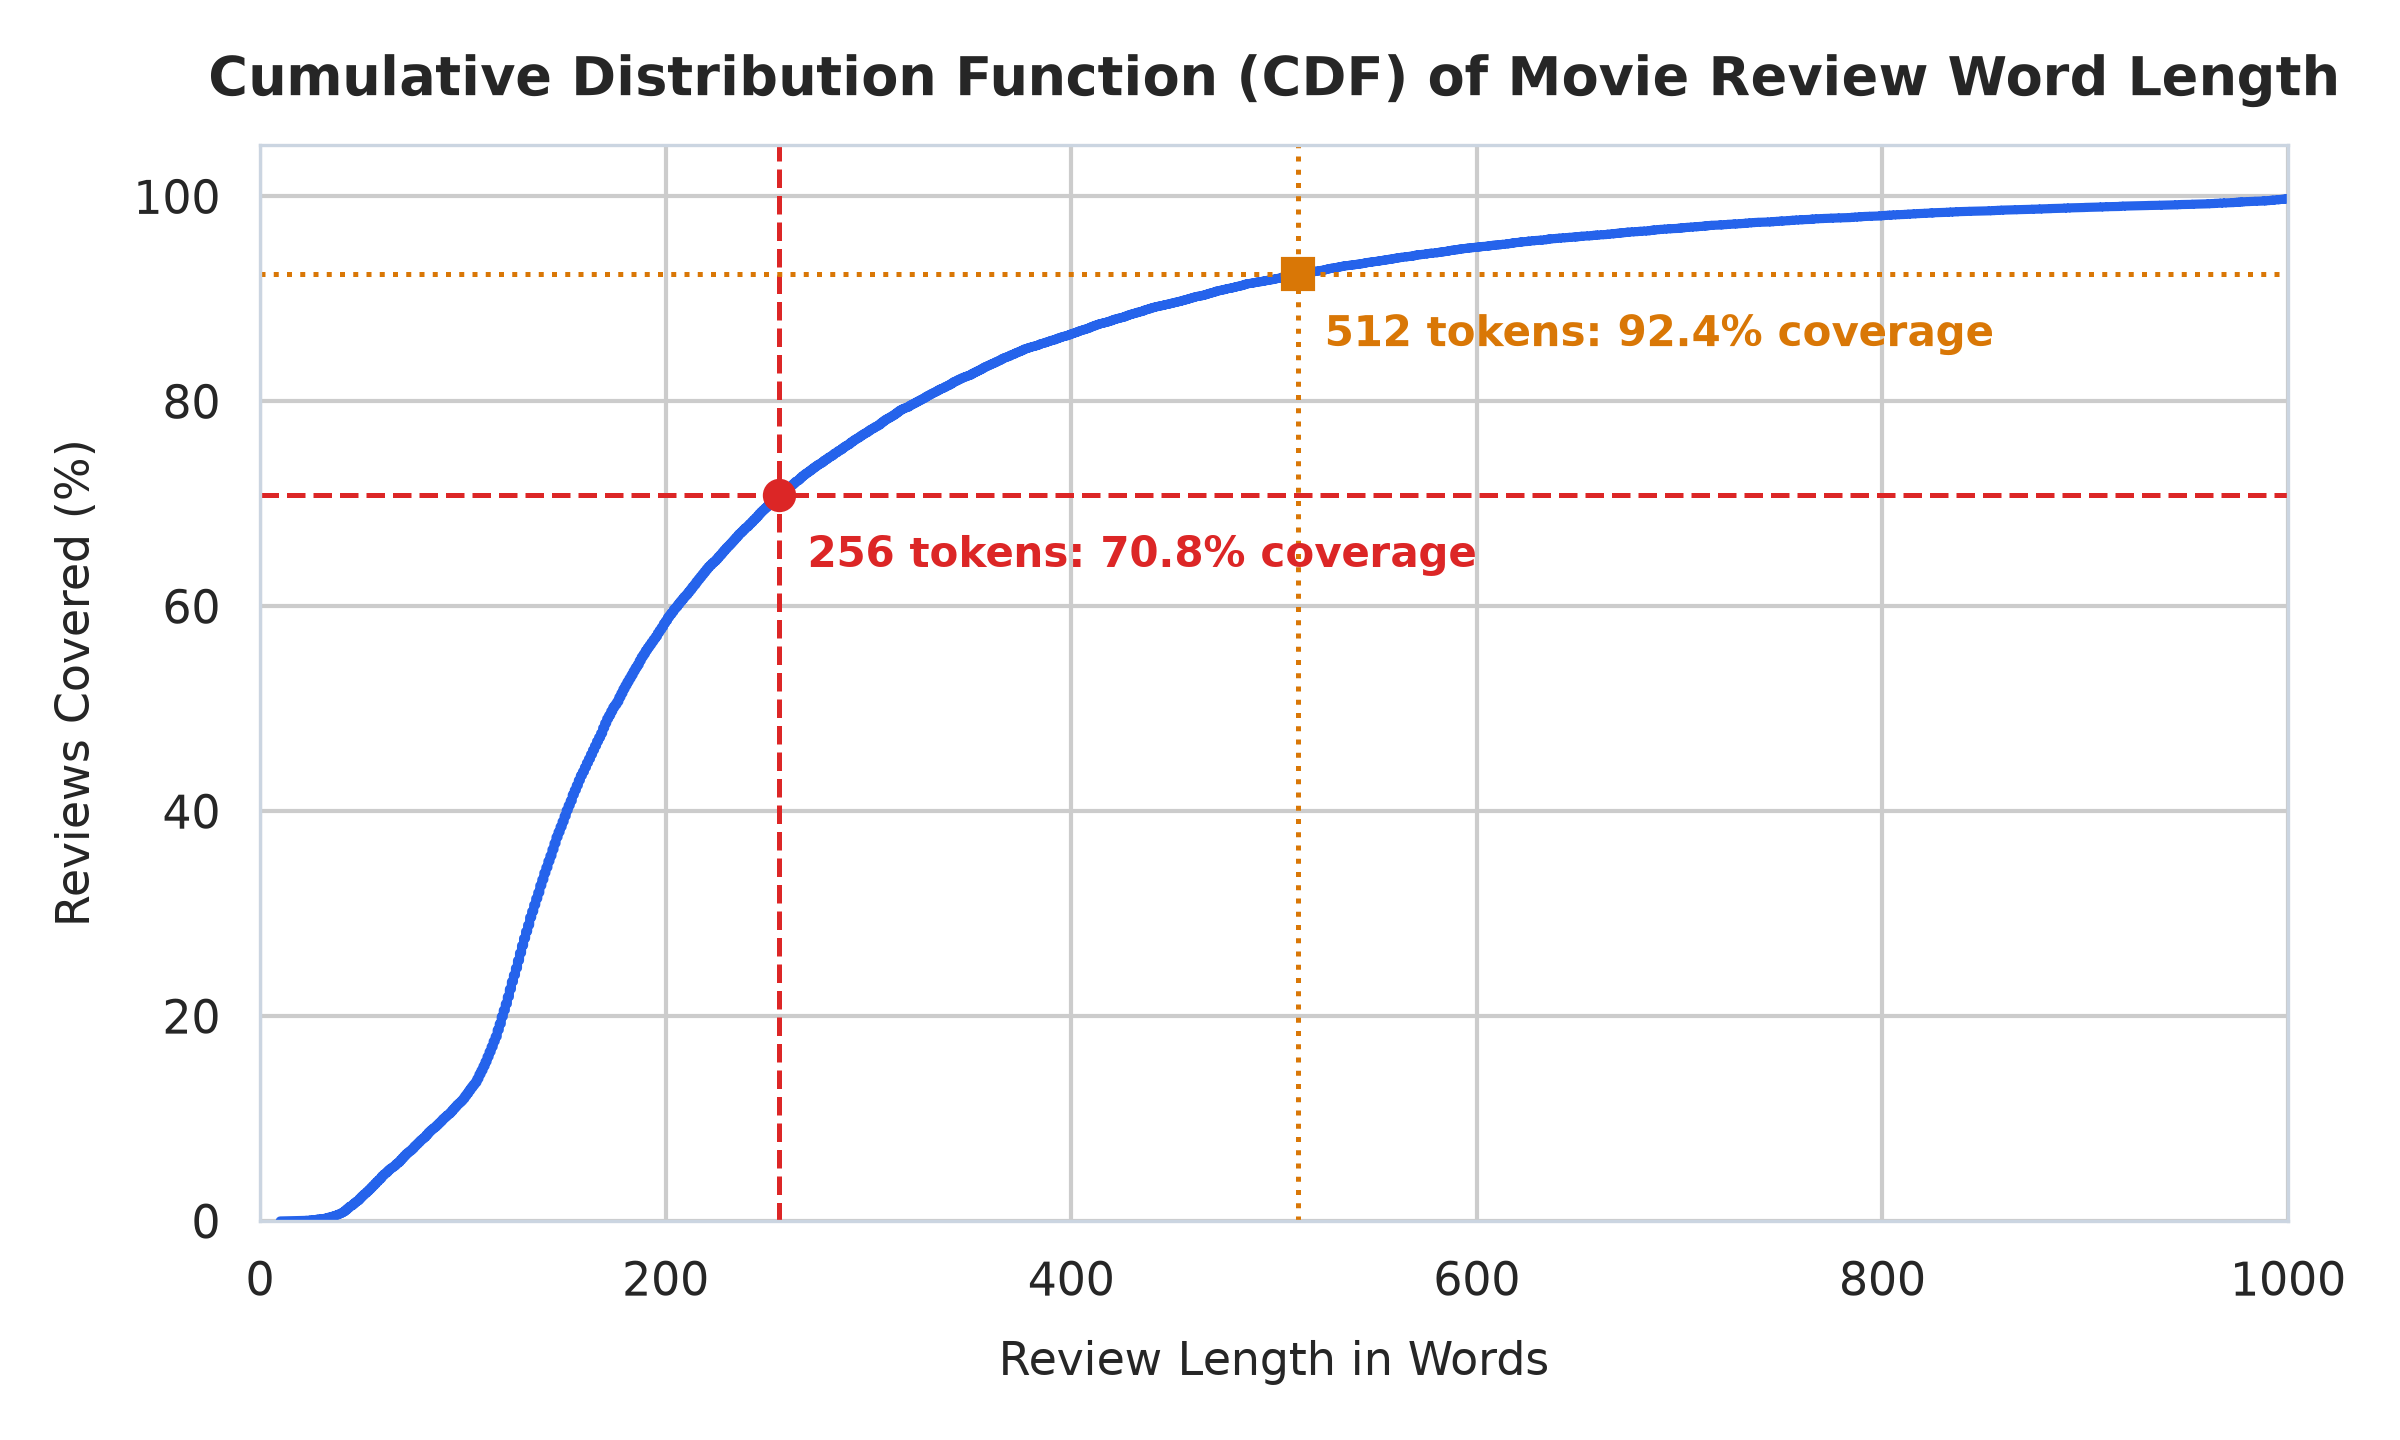 Cumulative Distribution Function (CDF) of Movie Review Word Length
Reviews Covered (%)
100
80
60
40
20
0
512 tokens: 92.4% coverage
256 tokens: 70.8% coverage
0 200 400 600 800 1000
Review Length in Words